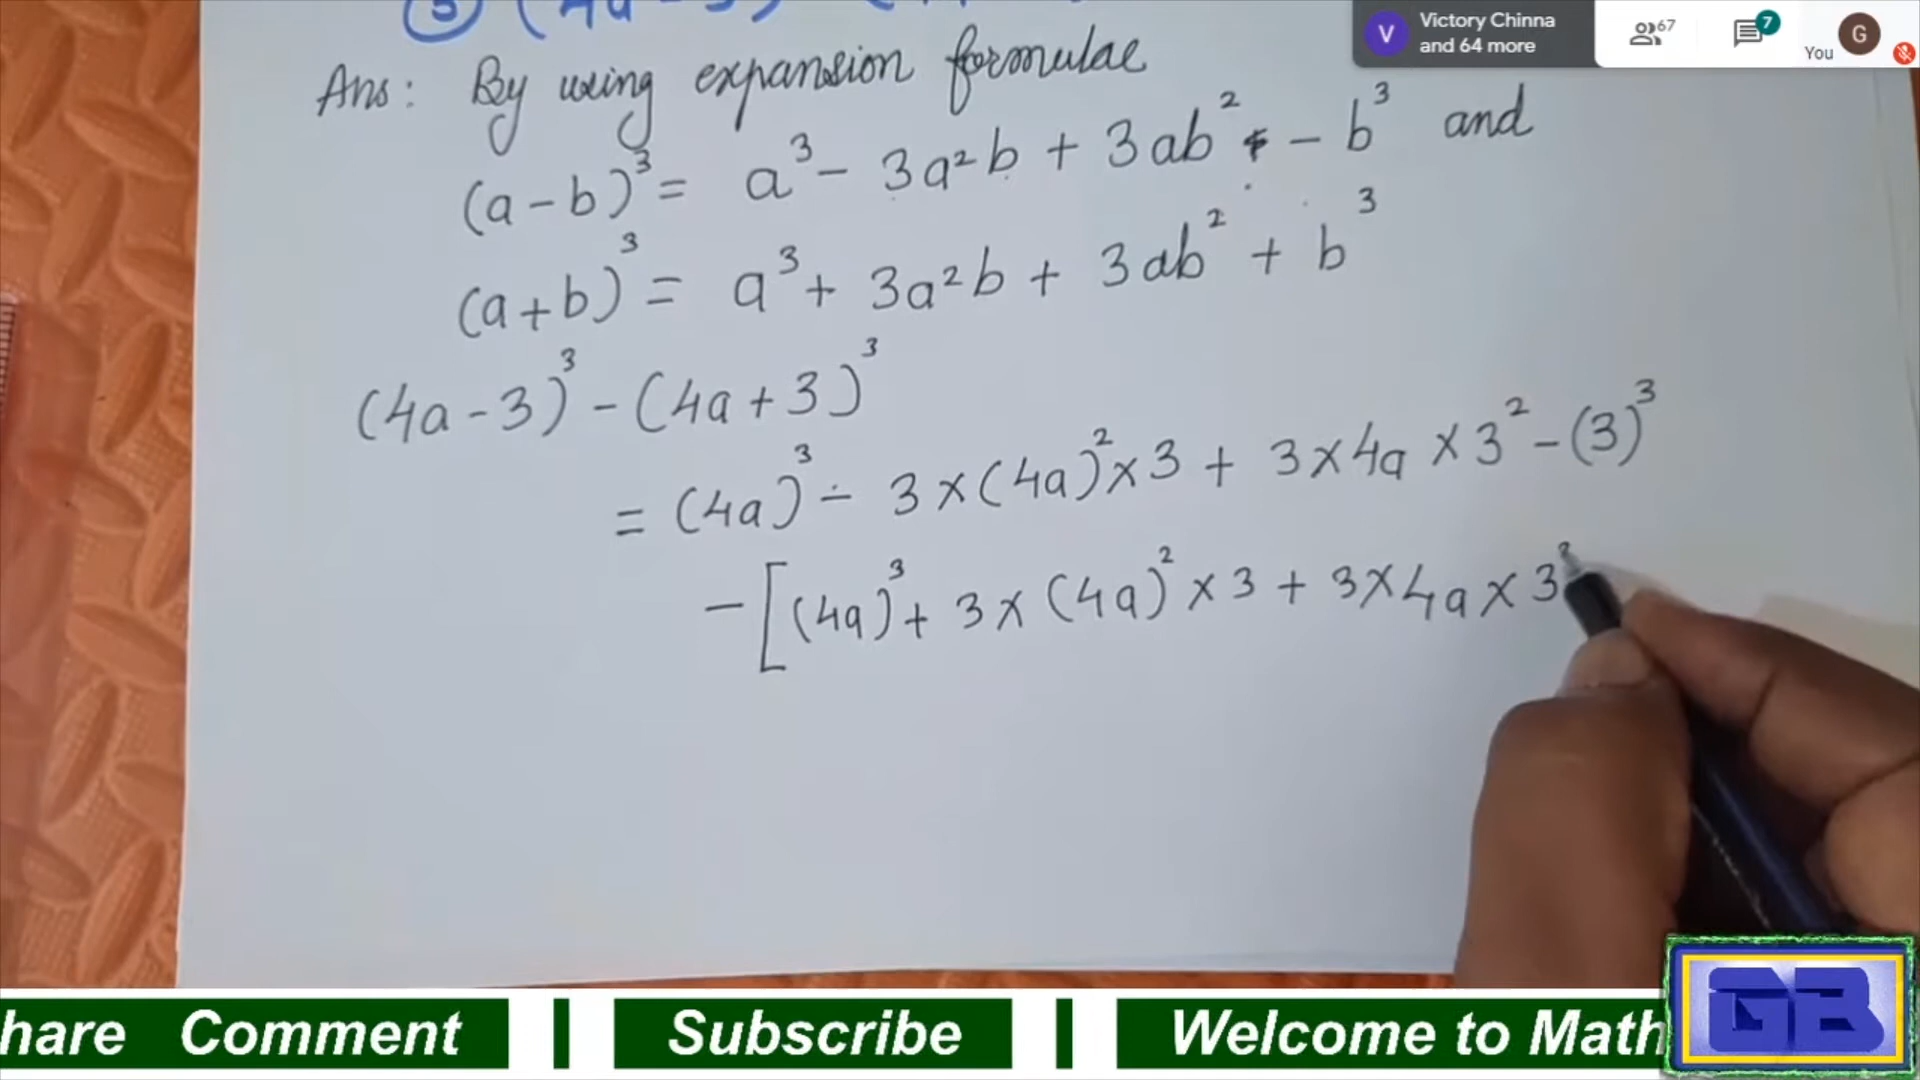 ③ (4a - 3)
Victory Chinna
and 64 more
V
67
7
You
G
Ans: By using expansion formulae
(a-b)³ = a³ - 3a²b + 3ab² - b³ and
(a+b)³ = a³ + 3a²b + 3ab² + b³
(4a-3)³ - (4a+3)³
= (4a)³ - 3×(4a)²×3 + 3×4a×3² - (3)³
- [(4a)³ + 3×(4a)²×3 + 3×4a×3²
hare Comment | Subscribe | Welcome to Math
GB